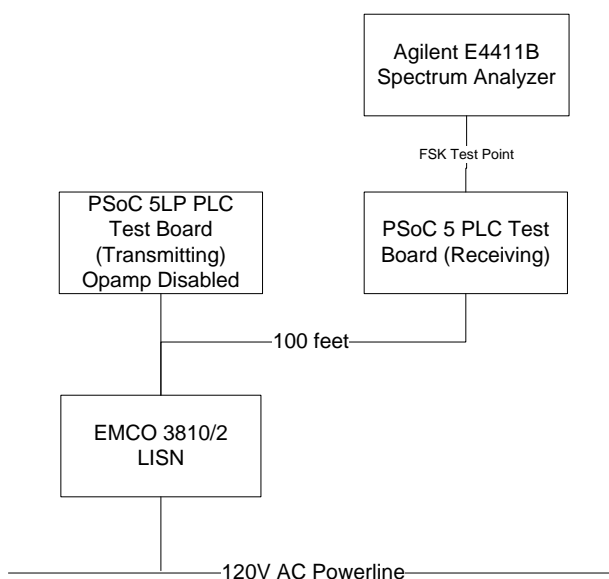 Agilent E4411B
Spectrum Analyzer
FSK Test Point
PSoC 5LP PLC
Test Board
(Transmitting)
Opamp Disabled
PSoC 5 PLC Test
Board (Receiving)
100 feet
EMCO 3810/2
LISN
120V AC Powerline